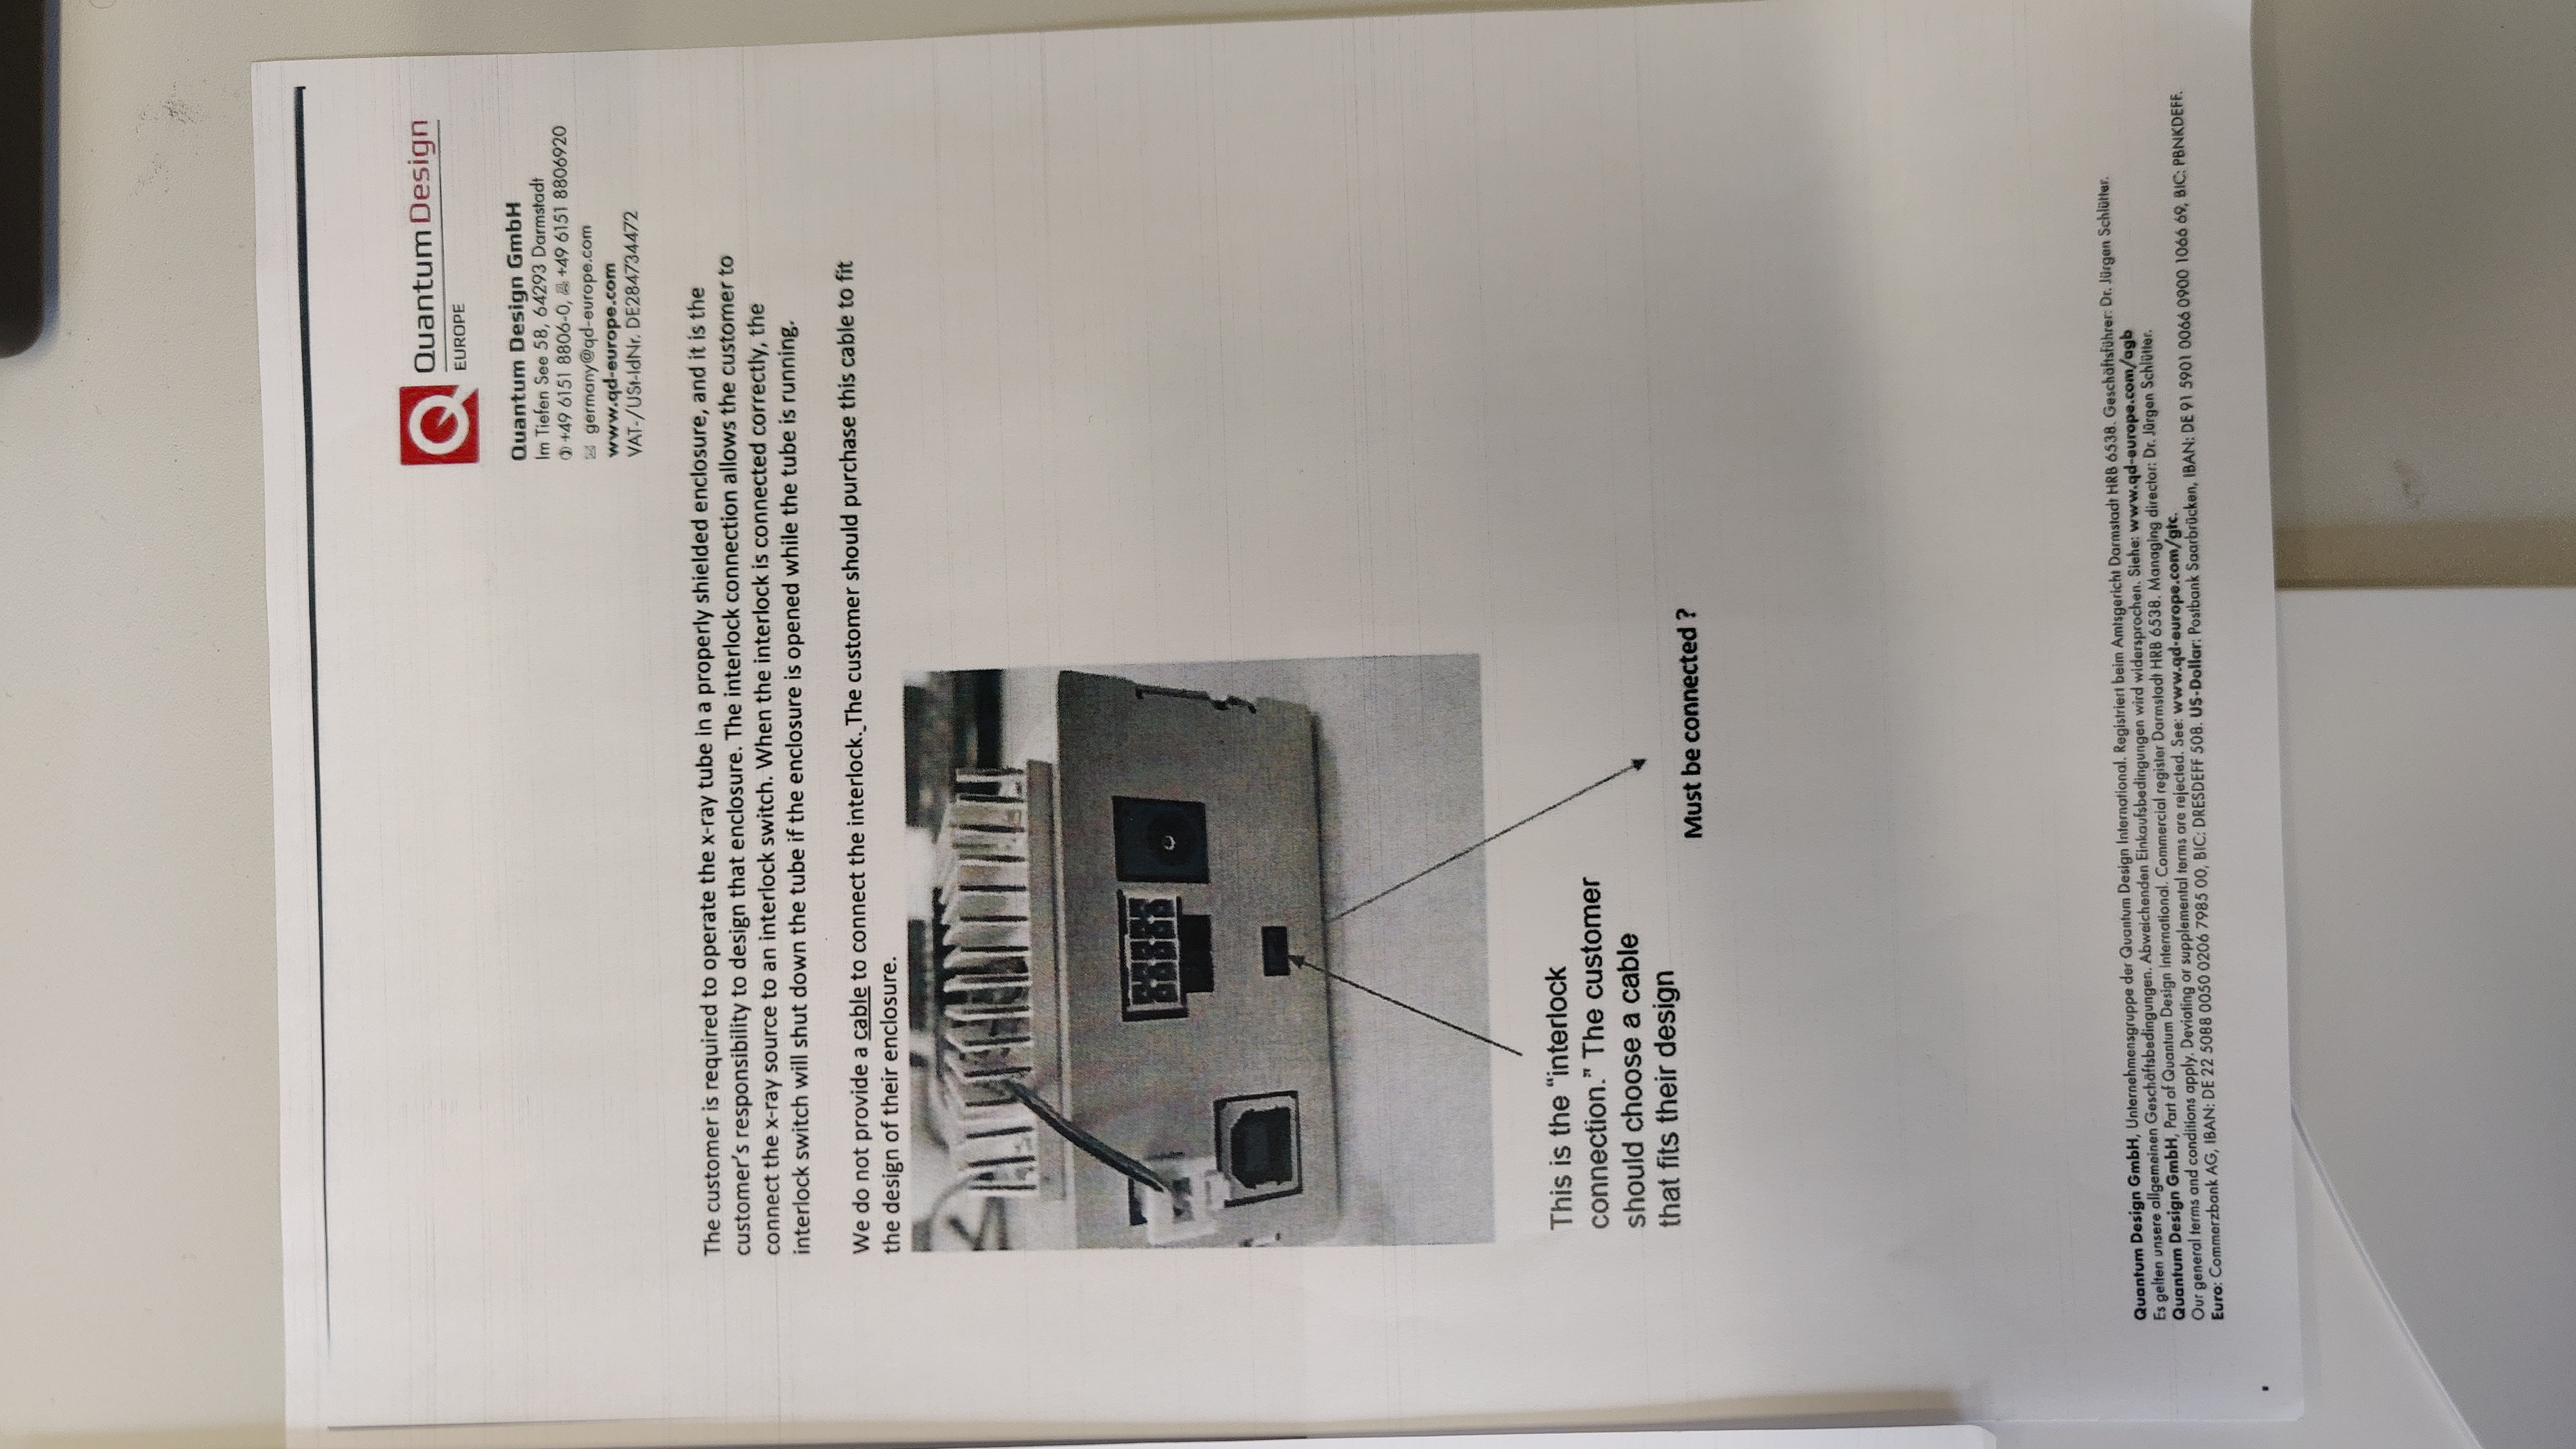 Quantum Design
EUROPE
Quantum Design GmbH
Im Tiefen See 58, 64293 Darmstadt
+49 6151 8806-0, +49 6151 8806920
germany@qd-europe.com
www.qd-europe.com
VAT-/USt-IdNr. DE284734472
The customer is required to operate the x-ray tube in a properly shielded enclosure, and it is the
customer's responsibility to design that enclosure. The interlock connection allows the customer to
connect the x-ray source to an interlock switch. When the interlock is connected correctly, the
interlock switch will shut down the tube if the enclosure is opened while the tube is running.
We do not provide a cable to connect the interlock. The customer should purchase this cable to fit
the design of their enclosure.
This is the “interlock
connection.” The customer
should choose a cable
that fits their design
Must be connected ?
Quantum Design GmbH, Unternehmensgruppe der Quantum Design International. Registriert beim Amtsgericht Darmstadt HRB 6538. Geschäftsführer: Dr. Jürgen Schlütter.
Es gelten unsere allgemeinen Geschäftsbedingungen. Abweichenden Einkaufsbedingungen wird widersprochen. Siehe: www.qd-europe.com/agb
Quantum Design GmbH, Part of Quantum Design International. Commercial register Darmstadt HRB 6538. Managing director: Dr. Jürgen Schlütter.
Our general terms and conditions apply. Deviating or supplemental terms are rejected. See: www.qd-europe.com/gtc.
Euro: Commerzbank AG, IBAN: DE 22 5088 0050 0206 7985 00, BIC: DRESDEFF 508. US-Dollar: Postbank Saarbrücken, IBAN: DE 91 5901 0066 0900 1066 69, BIC: PBNKDEFF.